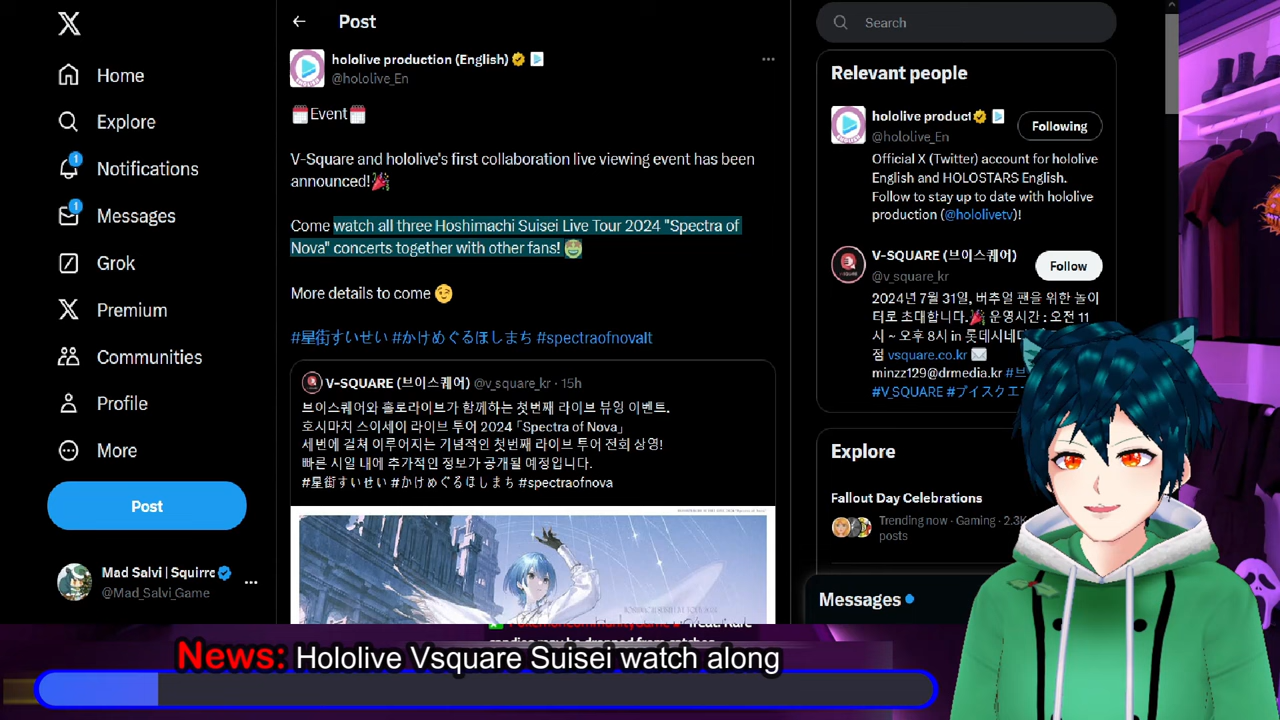 Home
Explore
1
Notifications
1
Messages
Grok
Premium
Communities
Profile
More
Post
Mad Salvi | Squirre
@Mad_Salvi_Game
Post
hololive production (English)
@hololive_En
Event
V-Square and hololive's first collaboration live viewing event has been
announced!
Come watch all three Hoshimachi Suisei Live Tour 2024 "Spectra of
Nova" concerts together with other fans!
More details to come
#星街すいせい #かけめぐるほしまち #spectraofnovalt
V-SQUARE (브이스퀘어) @v_square_kr · 15h
브이스퀘어와 홀로라이브가 함께하는 첫번째 라이브 뷰잉 이벤트.
호시마치 스이세이 라이브 투어 2024 「Spectra of Nova」
세번에 걸쳐 이루어지는 기념적인 첫번째 라이브 투어 전회 상영!
빠른 시일 내에 추가적인 정보가 공개될 예정입니다.
#星街すいせい #かけめぐるほしまち #spectraofnova
Search
Relevant people
hololive product
@hololive_En
Following
Official X (Twitter) account for hololive
English and HOLOSTARS English.
Follow to stay up to date with hololive
production (@hololivetv)!
V-SQUARE (브이스퀘어)
@v_square_kr
Follow
2024년 7월 31일, 버추얼 팬을 위한 놀이
터로 초대합니다. 운영시간 : 오전 11
시 ~ 오후 8시 in 롯데시네
점 vsquare.co.kr
minzz129@drmedia.kr
#V_SQUARE #ブイスクエ
Explore
Fallout Day Celebrations
Trending now · Gaming · 2.3
posts
Messages
News: Hololive Vsquare Suisei watch along